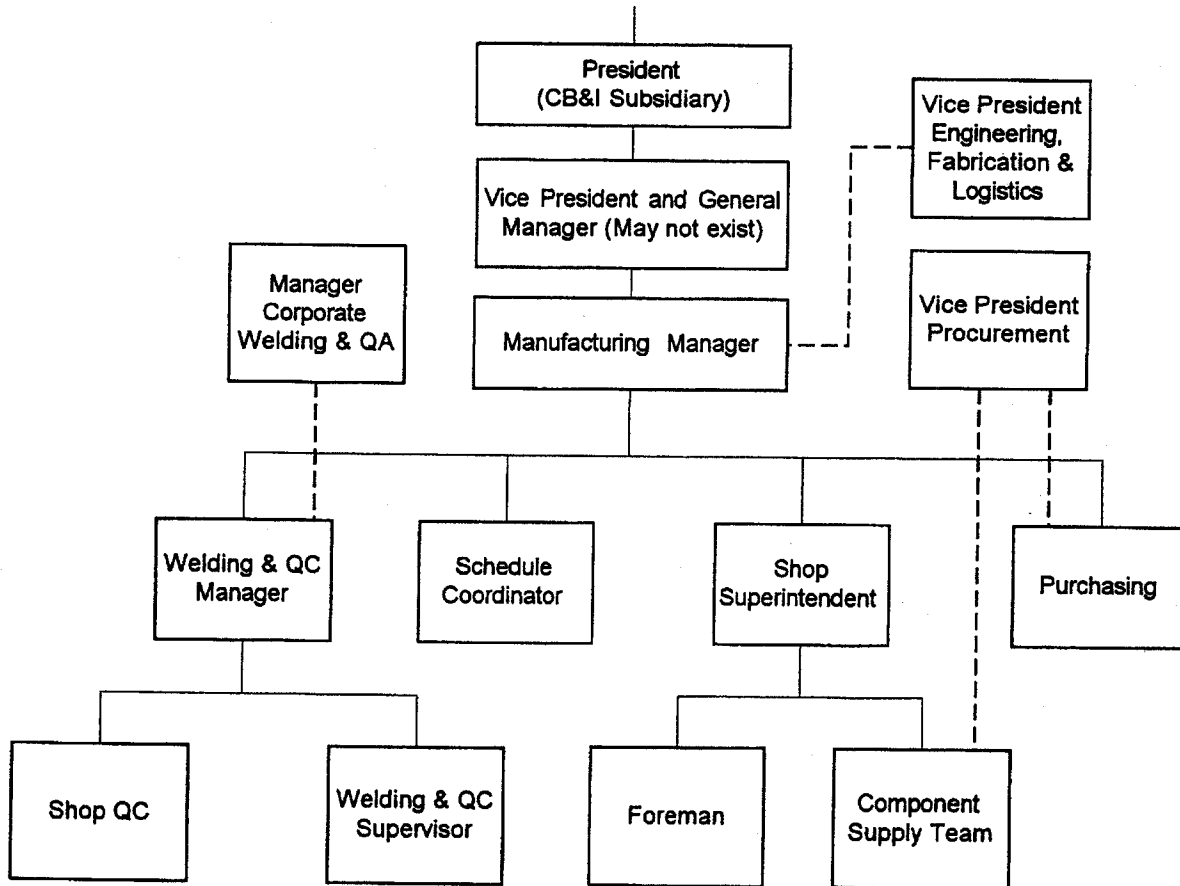 President
(CB&I Subsidiary)
Vice President
Engineering,
Fabrication &
Logistics
Vice President and General
Manager (May not exist)
Manager
Corporate
Welding & QA
Manufacturing Manager
Vice President
Procurement
Welding & QC
Manager
Schedule
Coordinator
Shop
Superintendent
Purchasing
Shop QC
Welding & QC
Supervisor
Foreman
Component
Supply Team